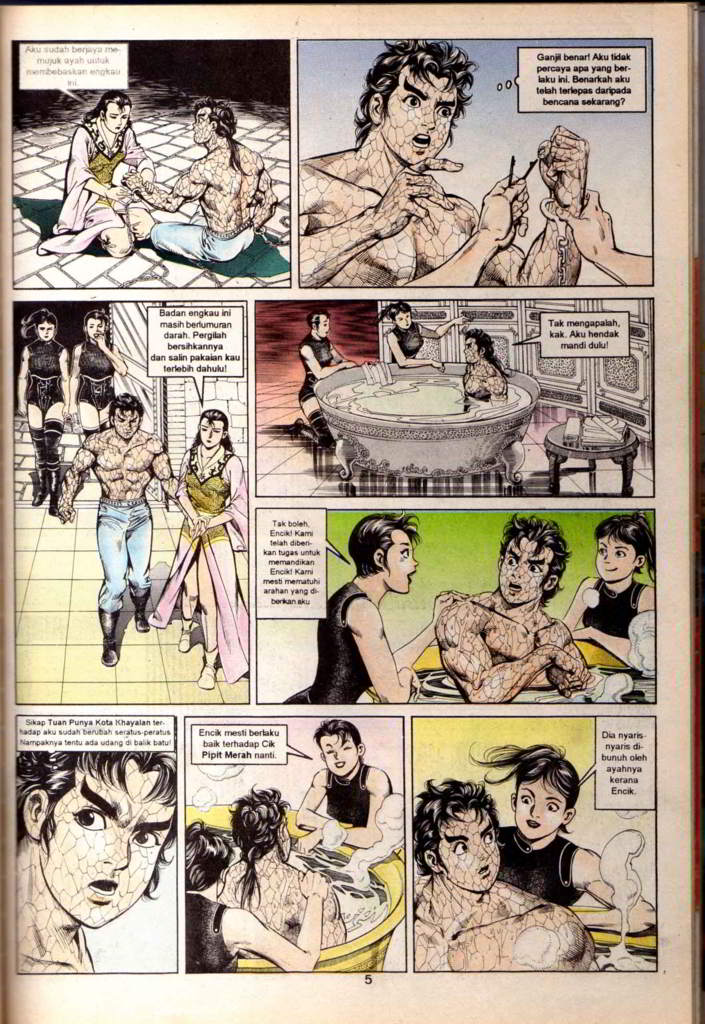 Aku sudah berjaya me-
mujuk ayah untuk
membebaskan engkau
ini.
Ganjil benar! Aku tidak
percaya apa yang ber-
laku ini. Benarkah aku
telah terlepas daripada
bencana sekarang?
Badan engkau ini
masih berlumuran
darah. Pergilah
bersihkannya
dan salin pakaian kau
terlebih dahulu!
Tak mengapalah,
kak. Aku hendak
mandi dulu!
Tak boleh,
Encik! Kami
telah diberi-
kan tugas untuk
memandikan
Encik! Kami
mesti mematuhi
arahan yang di-
berikan aku
Sikap Tuan Punya Kota Khayalan ter-
hadap aku sudah berubah seratus-peratus
Nampaknya tentu ada udang di balik batu!
Encik mesti berlaku
baik terhadap Cik
Pipit Merah nanti.
Dia nyaris-
nyaris di-
bunuh oleh
ayahnya
kerana
Encik.
5